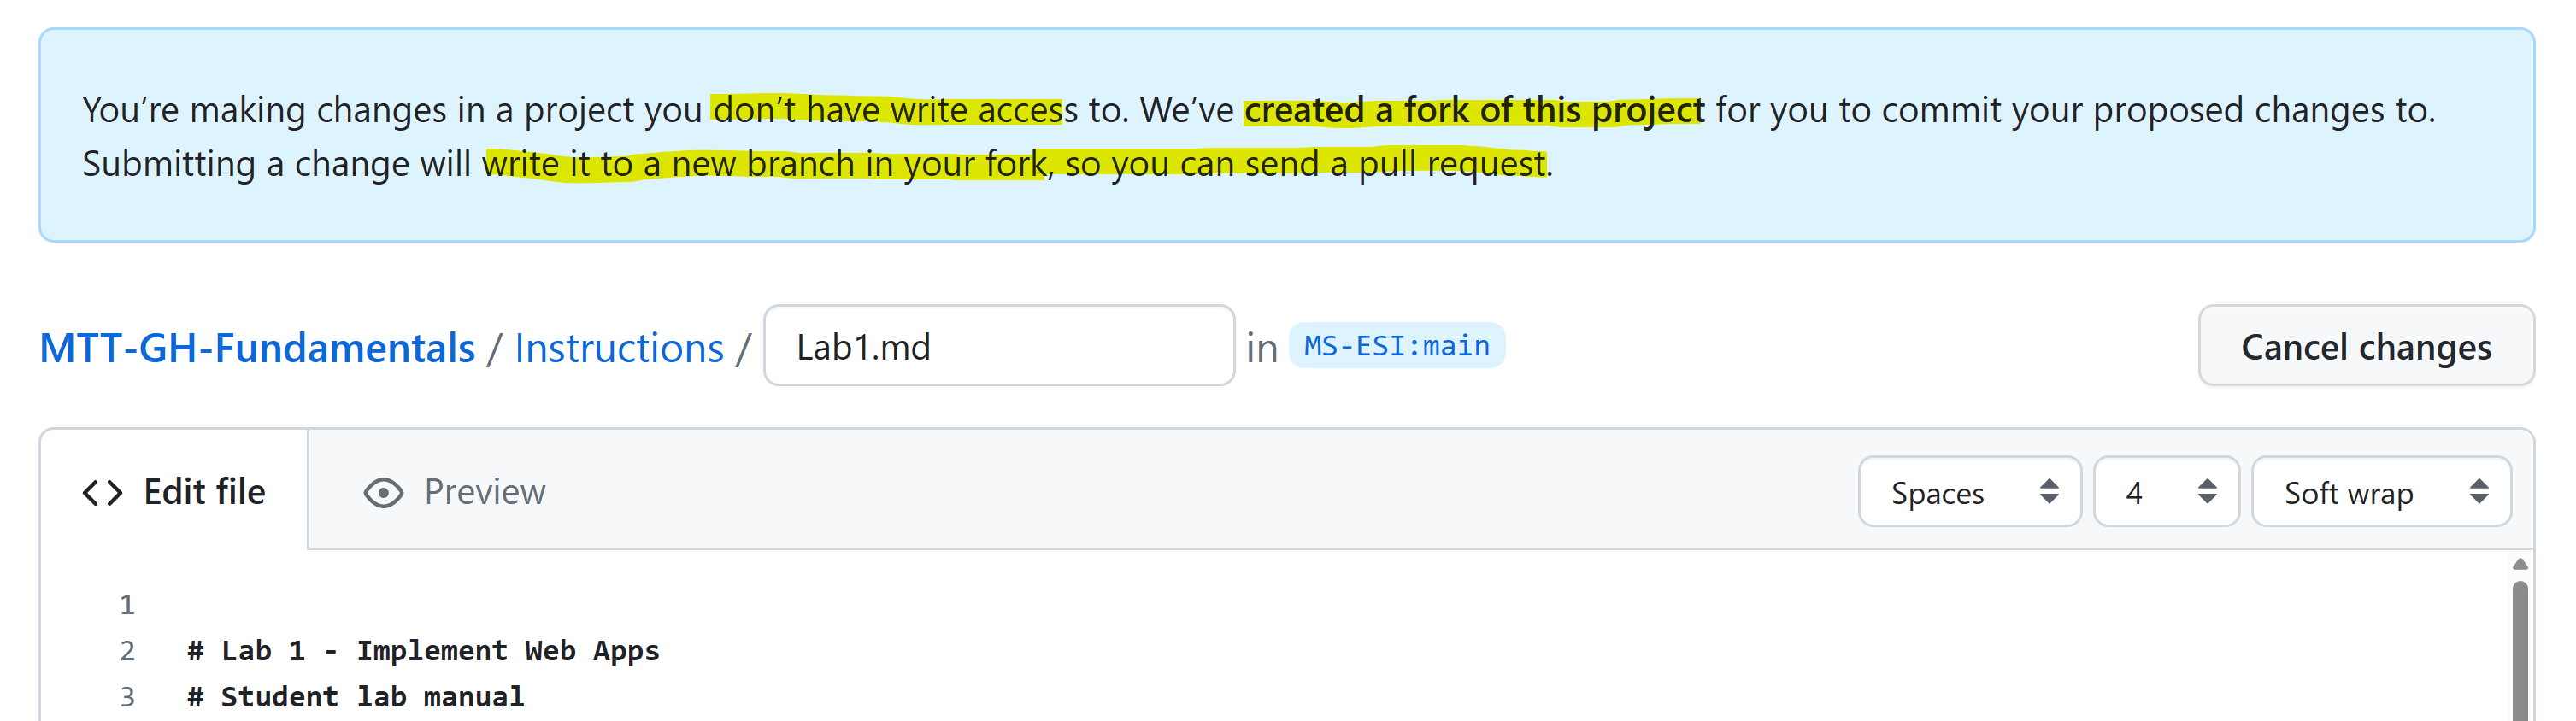 You’re making changes in a project you don’t have write access to. We’ve created a fork of this project for you to commit your proposed changes to.
Submitting a change will write it to a new branch in your fork, so you can send a pull request.
MTT-GH-Fundamentals / Instructions / Lab1.md in MS-ESI:main Cancel changes
<> Edit file Preview Spaces 4 Soft wrap
1
2 # Lab 1 - Implement Web Apps
3 # Student lab manual